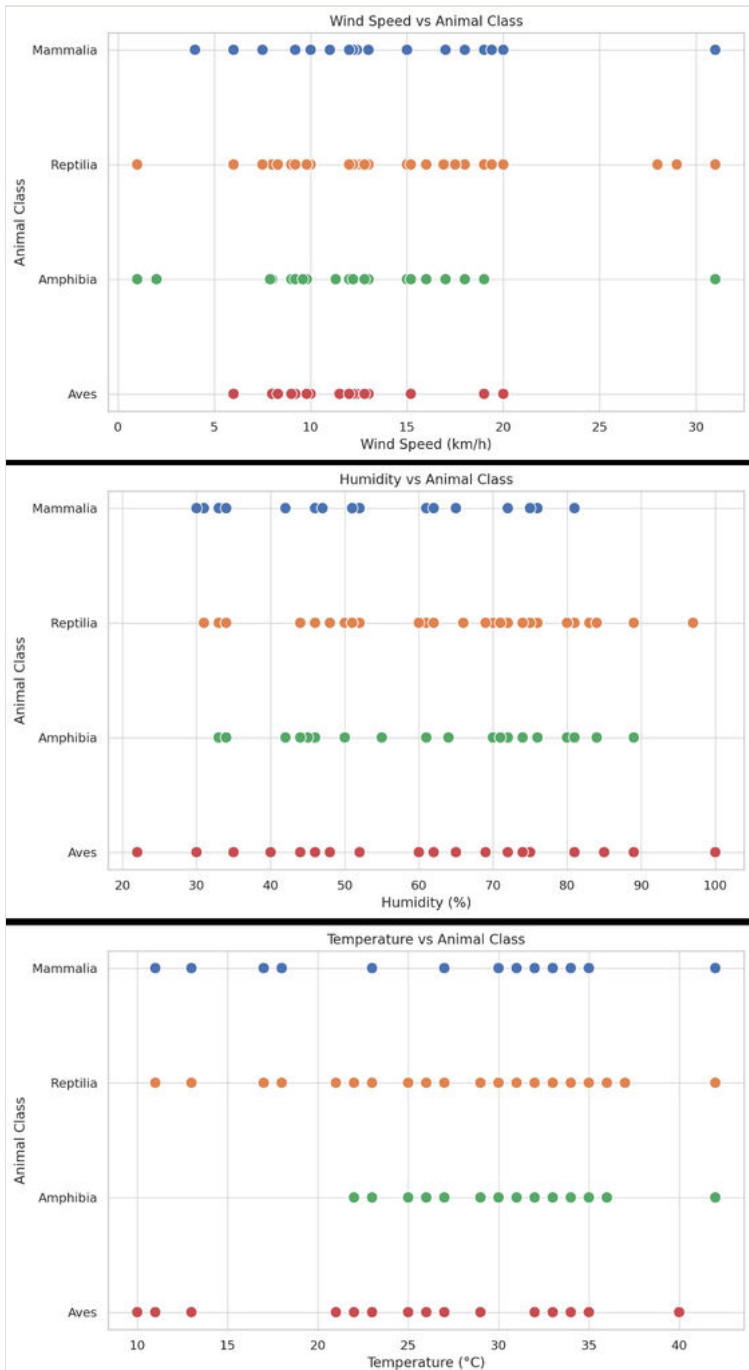 Wind Speed vs Animal Class
Mammalia
Reptilia
Animal Class
Amphibia
Aves
0 5 10 15 20 25 30
Wind Speed (km/h)
Humidity vs Animal Class
Mammalia
Reptilia
Animal Class
Amphibia
Aves
20 30 40 50 60 70 80 90 100
Humidity (%)
Temperature vs Animal Class
Mammalia
Reptilia
Animal Class
Amphibia
Aves
10 15 20 25 30 35 40
Temperature (°C)